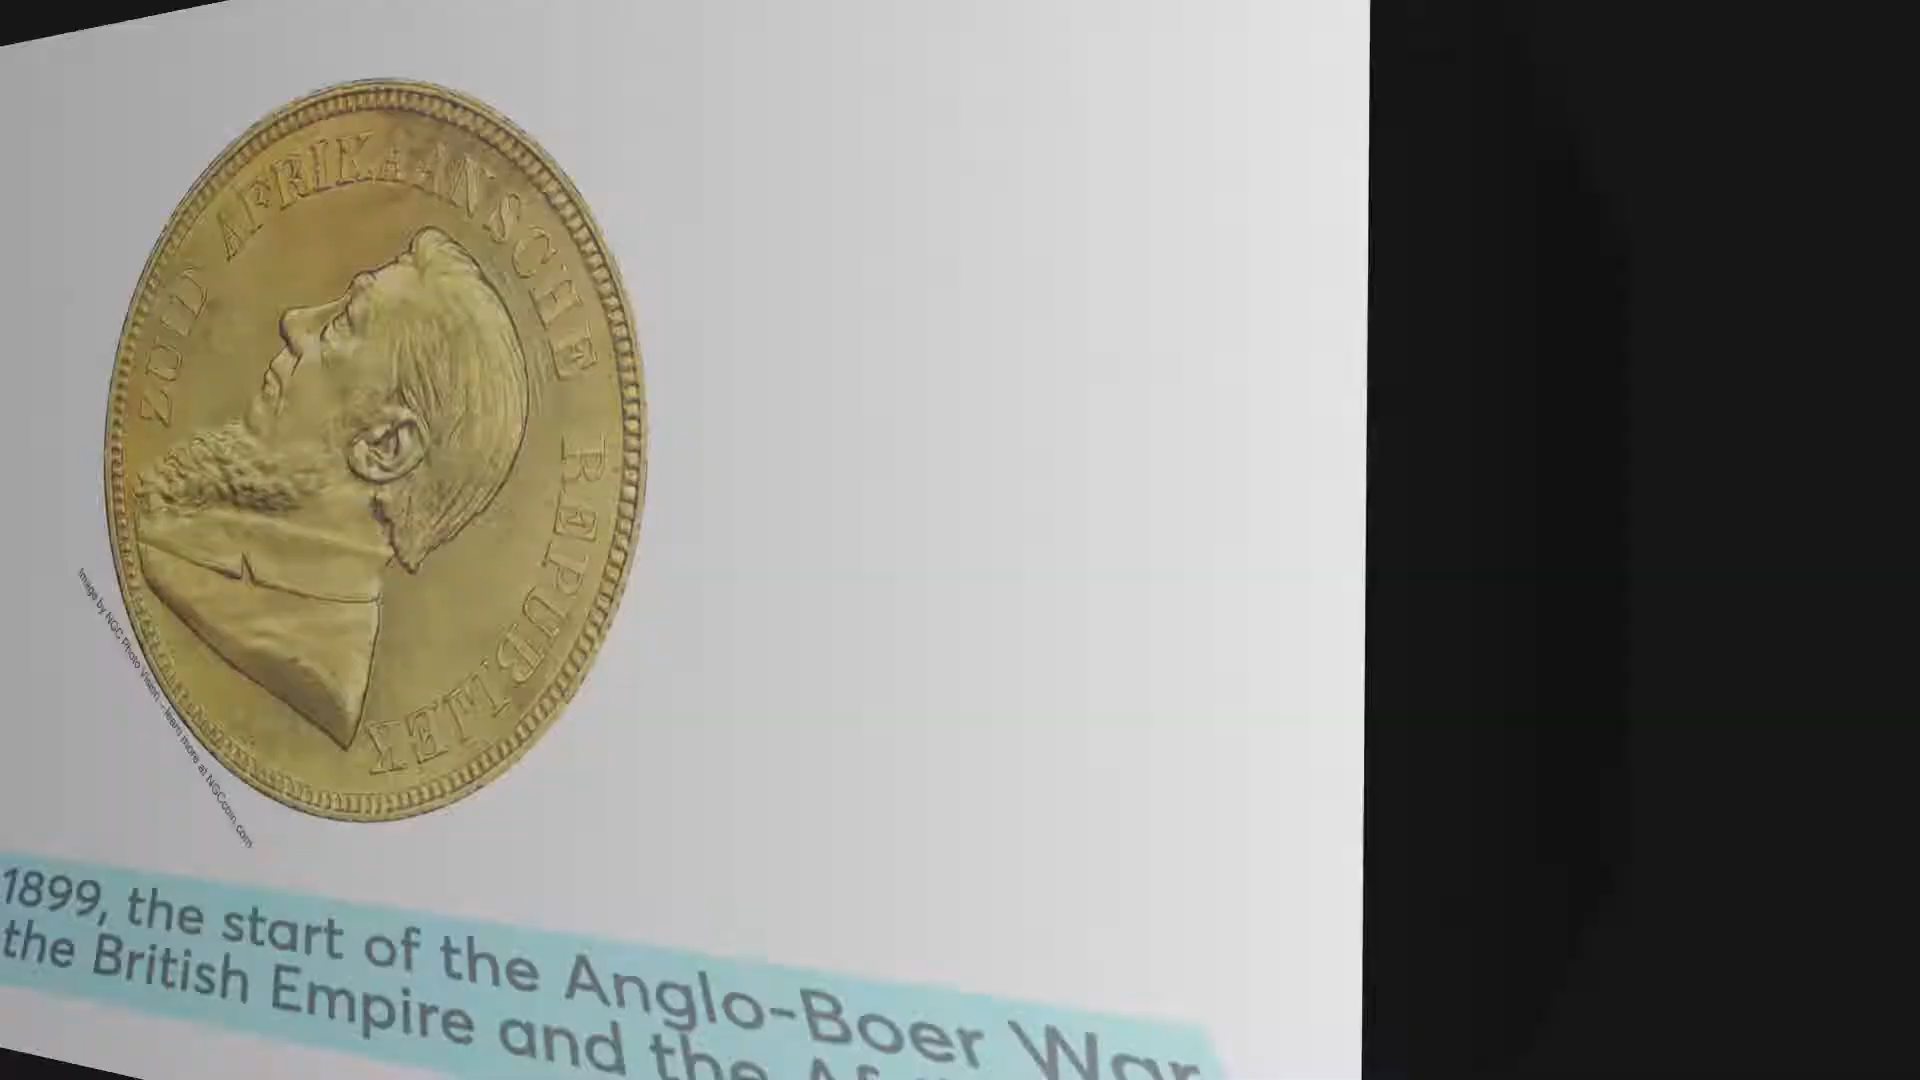 ZUID AFRIKAANSCHE REPUBLIEK
Image by NGC Photo Vision - learn more at NGCcoin.com
1899, the start of the Anglo-Boer War
the British Empire and the